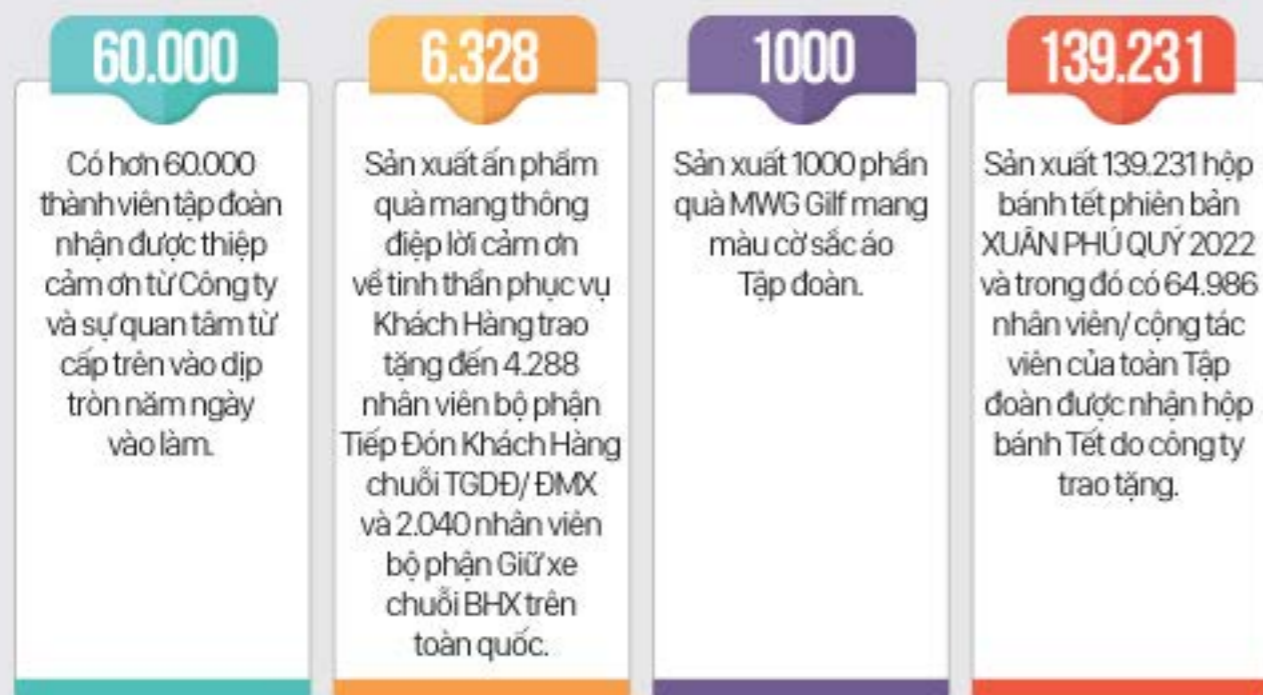 60.000
Có hơn 60.000
thành viên tập đoàn
nhận được thiệp
cảm ơn từ Công ty
và sự quan tâm từ
cấp trên vào dịp
tròn năm ngày
vào làm.
6.328
Sản xuất ấn phẩm
quà mang thông
điệp lời cảm ơn
về tinh thần phục vụ
Khách Hàng trao
tặng đến 4.288
nhân viên bộ phận
Tiếp Đón Khách Hàng
chuỗi TGDĐ/ ĐMX
và 2.040 nhân viên
bộ phận Giữ xe
chuỗi BHX trên
toàn quốc.
1000
Sản xuất 1000 phần
quà MWG Gilf mang
màu cờ sắc áo
Tập đoàn.
139.231
Sản xuất 139.231 hộp
bánh tết phiên bản
XUÂN PHÚ QUÝ 2022
và trong đó có 64.986
nhân viên/ cộng tác
viên của toàn Tập
đoàn được nhận hộp
bánh Tết do công ty
trao tặng.